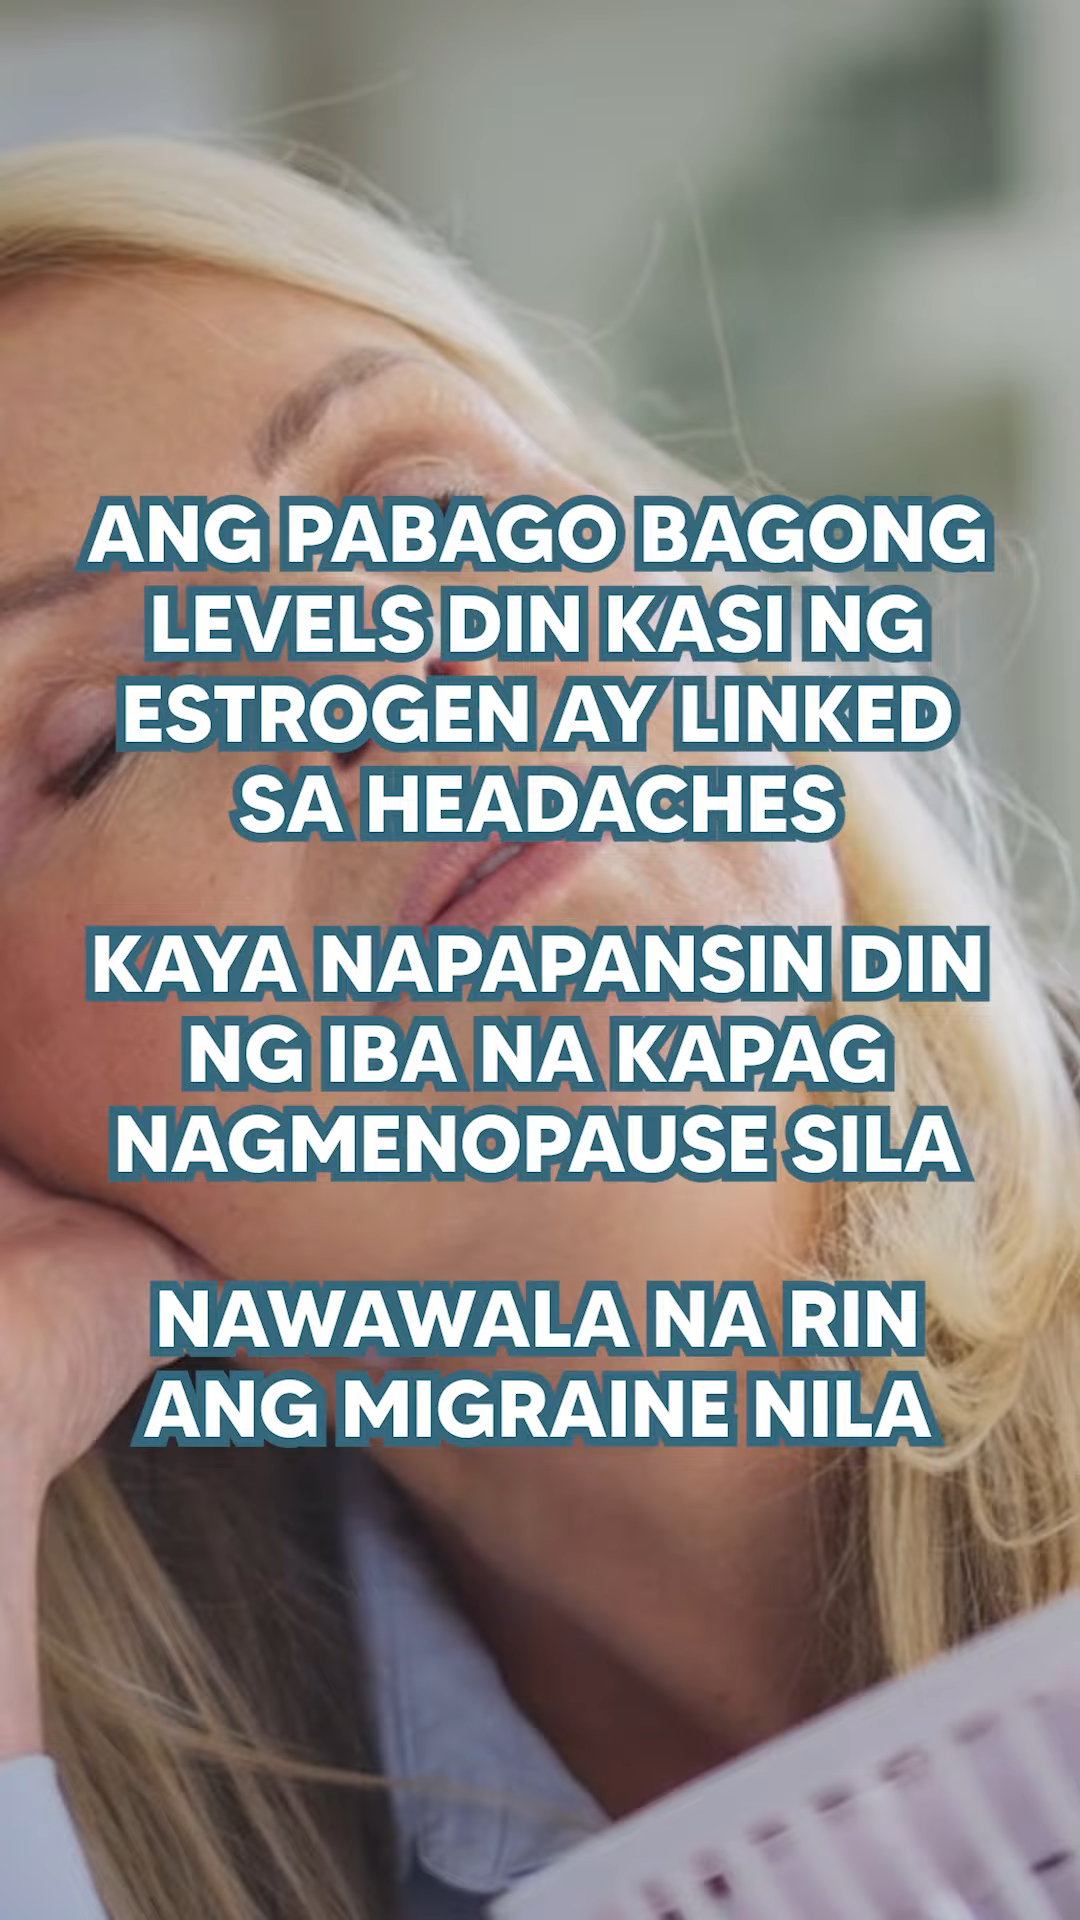 ANG PABAGO BAGONG
LEVELS DIN KASI NG
ESTROGEN AY LINKED
SA HEADACHES
KAYA NAPAPANSIN DIN
NG IBA NA KAPAG
NAGMENOPAUSE SILA
NAWAWALA NA RIN
ANG MIGRAINE NILA